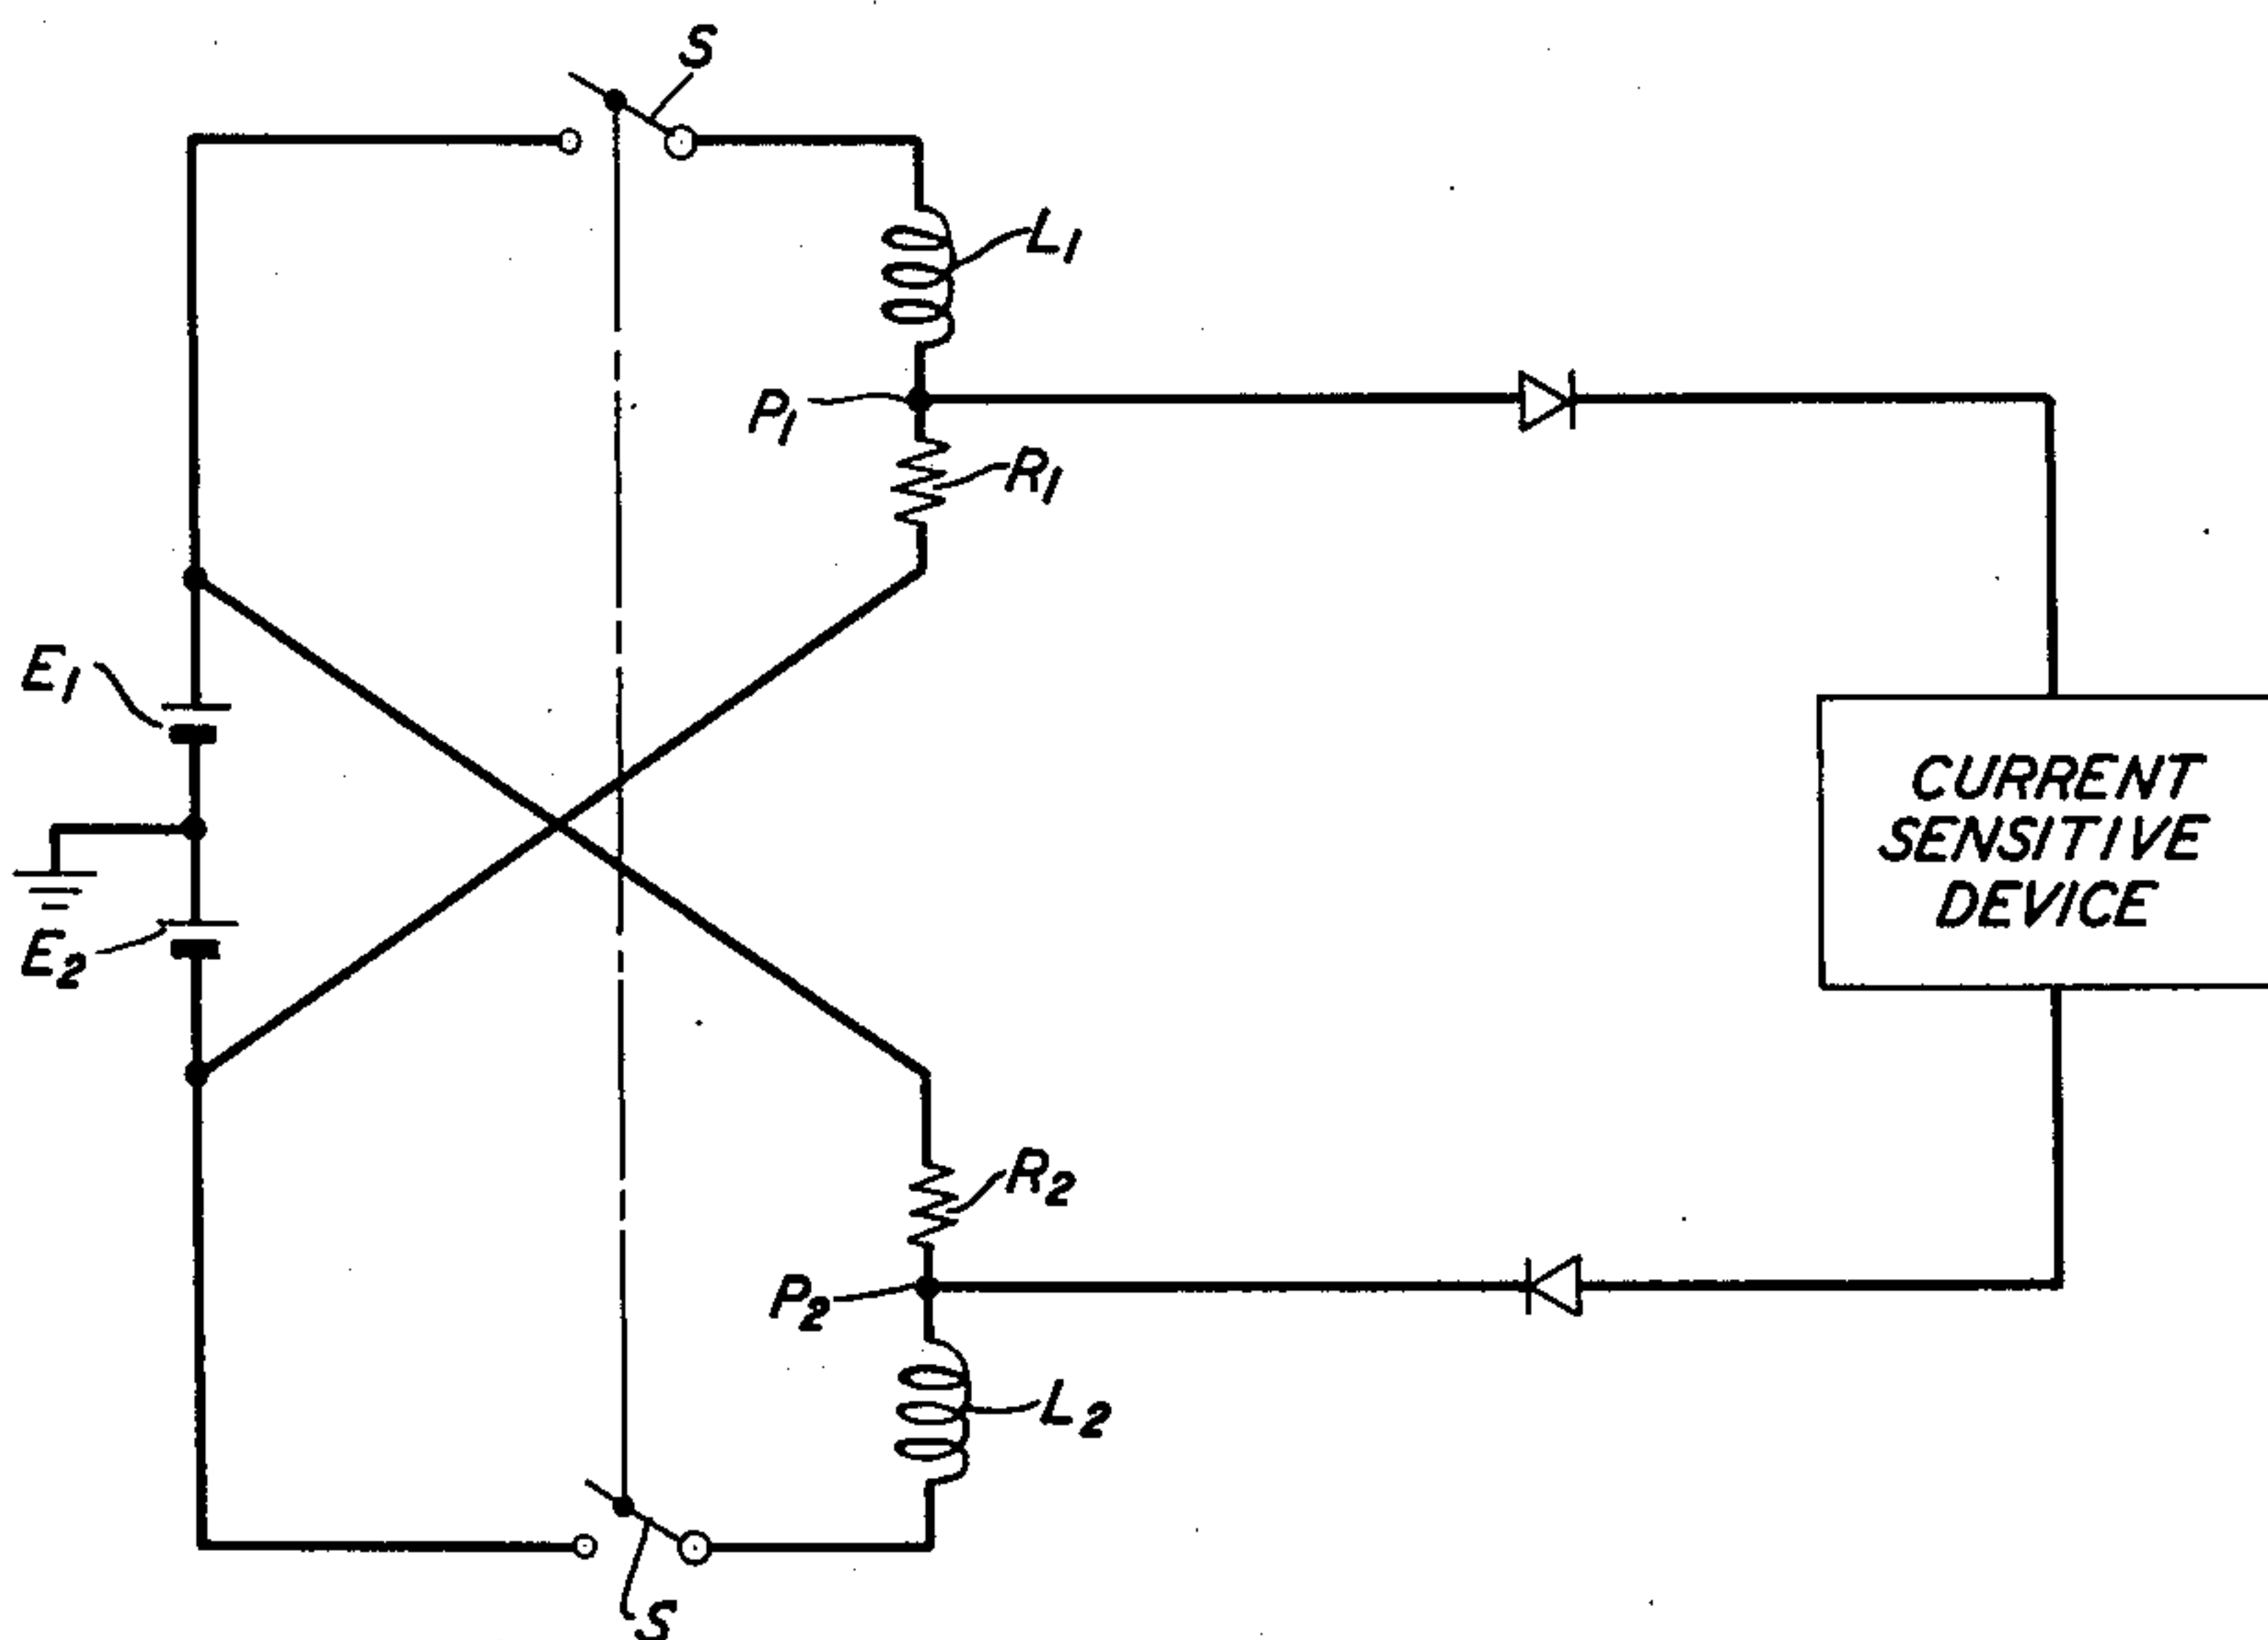 S
L1
P1
R1
E1
CURRENT
SENSITIVE
DEVICE
E2
R2
P2
L2
S